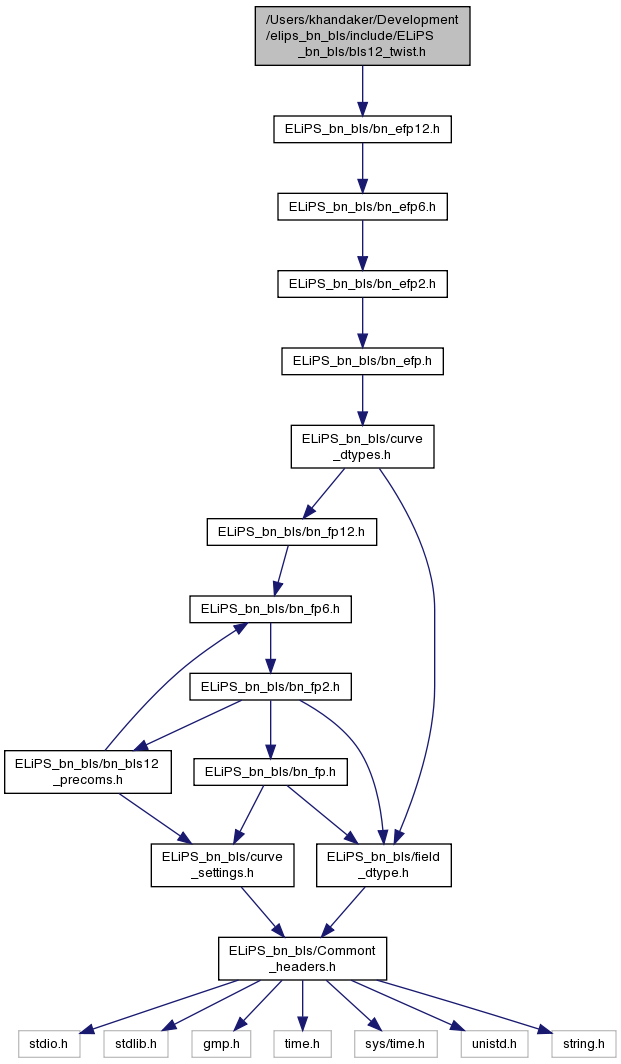 /Users/khandaker/Development
/elips_bn_bls/include/ELiPS
_bn_bls/bls12_twist.h
ELiPS_bn_bls/bn_efp12.h
ELiPS_bn_bls/bn_efp6.h
ELiPS_bn_bls/bn_efp2.h
ELiPS_bn_bls/bn_efp.h
ELiPS_bn_bls/curve
_dtypes.h
ELiPS_bn_bls/bn_fp12.h
ELiPS_bn_bls/bn_fp6.h
ELiPS_bn_bls/bn_fp2.h
ELiPS_bn_bls/bn_bls12
_precoms.h
ELiPS_bn_bls/bn_fp.h
ELiPS_bn_bls/curve
_settings.h
ELiPS_bn_bls/field
_dtype.h
ELiPS_bn_bls/Commont
_headers.h
stdio.h
stdlib.h
gmp.h
time.h
sys/time.h
unistd.h
string.h